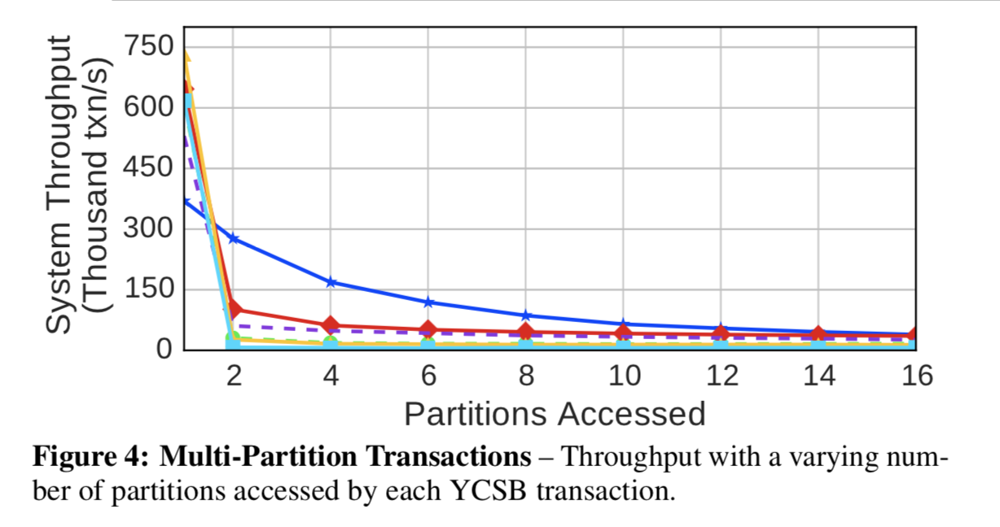 System Throughput
(Thousand txn/s)
750
600
450
300
150
0
2 4 6 8 10 12 14 16
Partitions Accessed
Figure 4: Multi-Partition Transactions – Throughput with a varying num-
ber of partitions accessed by each YCSB transaction.